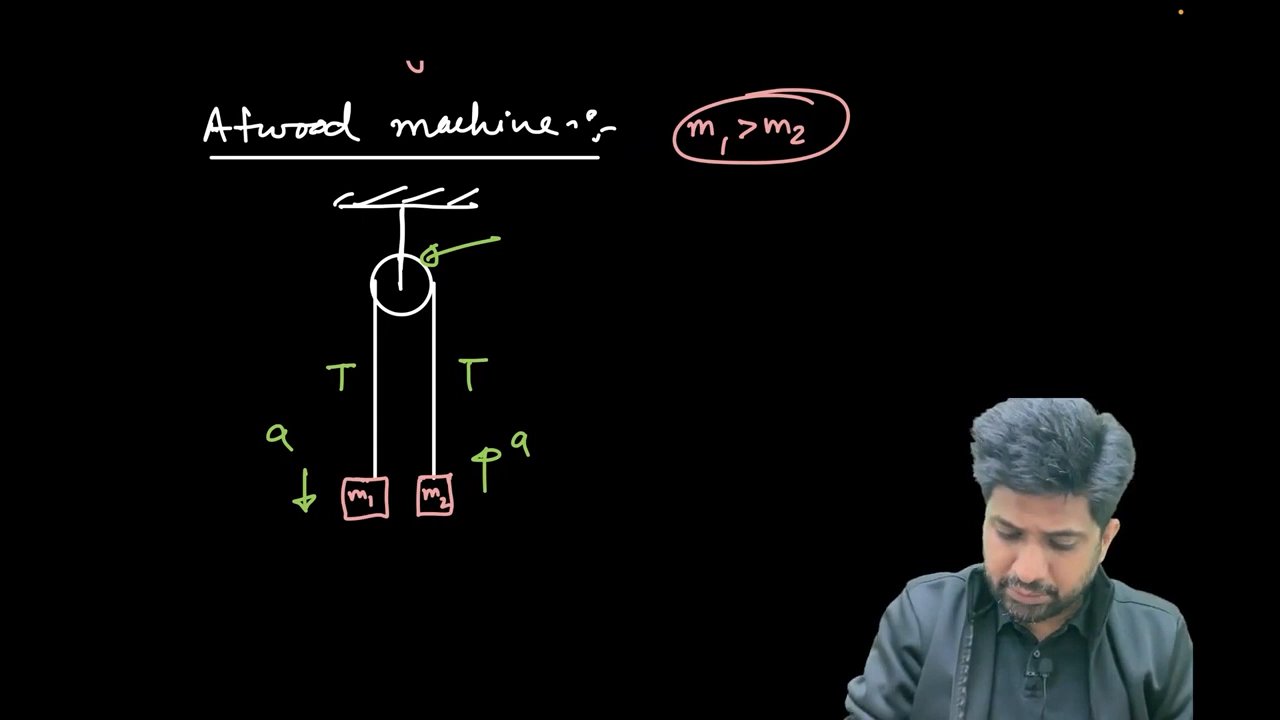 Atwood machine :-
m₁ > m₂
T T
a a
m₁ m₂